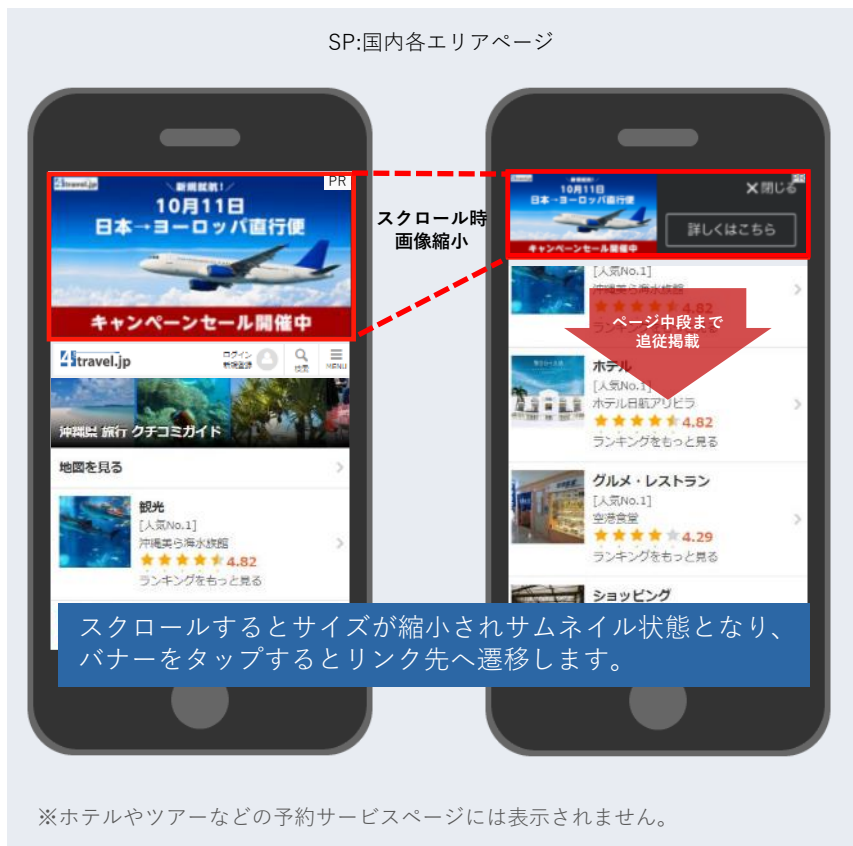 SP:国内各エリアページ
4travel.jp
PR
＼新規就航!／
10月11日
日本→ヨーロッパ直行便
キャンペーンセール開催中
4travel.jp
ログイン
新規登録
検索
MENU
沖縄県 旅行 クチコミガイド
地図を見る
観光
[人気No.1]
沖縄美ら海水族館
4.82
ランキングをもっと見る
スクロール時
画像縮小
10月11日
日本→ヨーロッパ直行便
キャンペーンセール開催中
PR
×閉じる
詳しくはこちら
[人気No.1]
沖縄美ら海水族館
4.82
ページ中段まで
追従掲載
ホテル
[人気No.1]
ホテル日航アリビラ
4.82
ランキングをもっと見る
グルメ・レストラン
[人気No.1]
空港食堂
4.29
ランキングをもっと見る
ショッピング
スクロールするとサイズが縮小されサムネイル状態となり、
バナーをタップするとリンク先へ遷移します。
※ホテルやツアーなどの予約サービスページには表示されません。